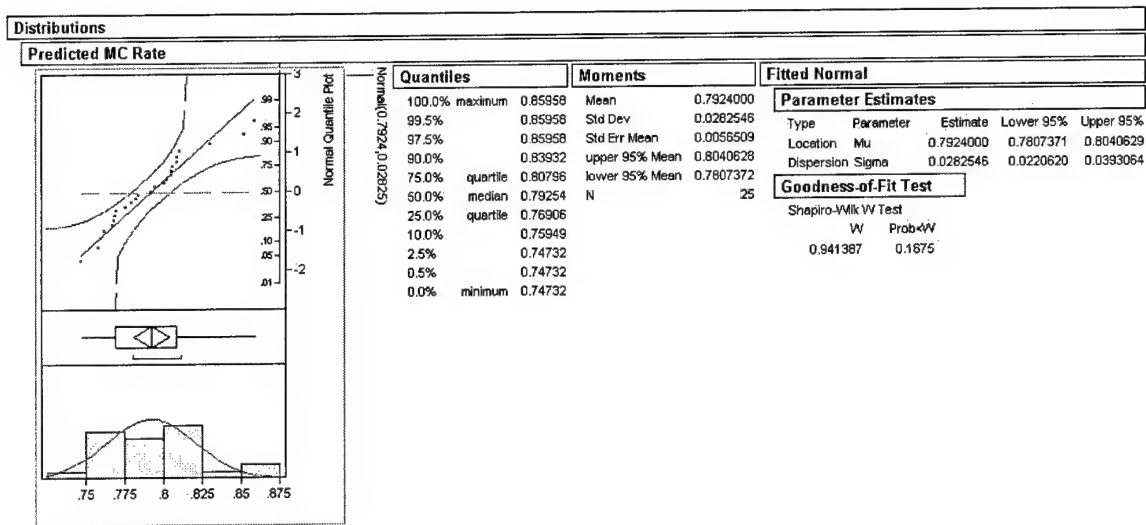 Distributions
Predicted MC Rate
3
2
1
0
-1
-2
.99
.95
.90
.75
.50
.25
.10
.05
.01
Normal Quantile Plot
Normal(0.7924,0.02825)
.75 .775 .8 .825 .85 .875
Quantiles
100.0% maximum 0.85958
99.5% 0.85958
97.5% 0.85958
90.0% 0.83932
75.0% quartile 0.80796
50.0% median 0.79254
25.0% quartile 0.76906
10.0% 0.75949
2.5% 0.74732
0.5% 0.74732
0.0% minimum 0.74732
Moments
Mean 0.7924000
Std Dev 0.0282546
Std Err Mean 0.0056509
upper 95% Mean 0.8040628
lower 95% Mean 0.7807372
N 25
Fitted Normal
Parameter Estimates
Type Parameter Estimate Lower 95% Upper 95%
Location Mu 0.7924000 0.7807371 0.8040629
Dispersion Sigma 0.0282546 0.0220620 0.0393064
Goodness-of-Fit Test
Shapiro-Wilk W Test
W Prob<W
0.941387 0.1675